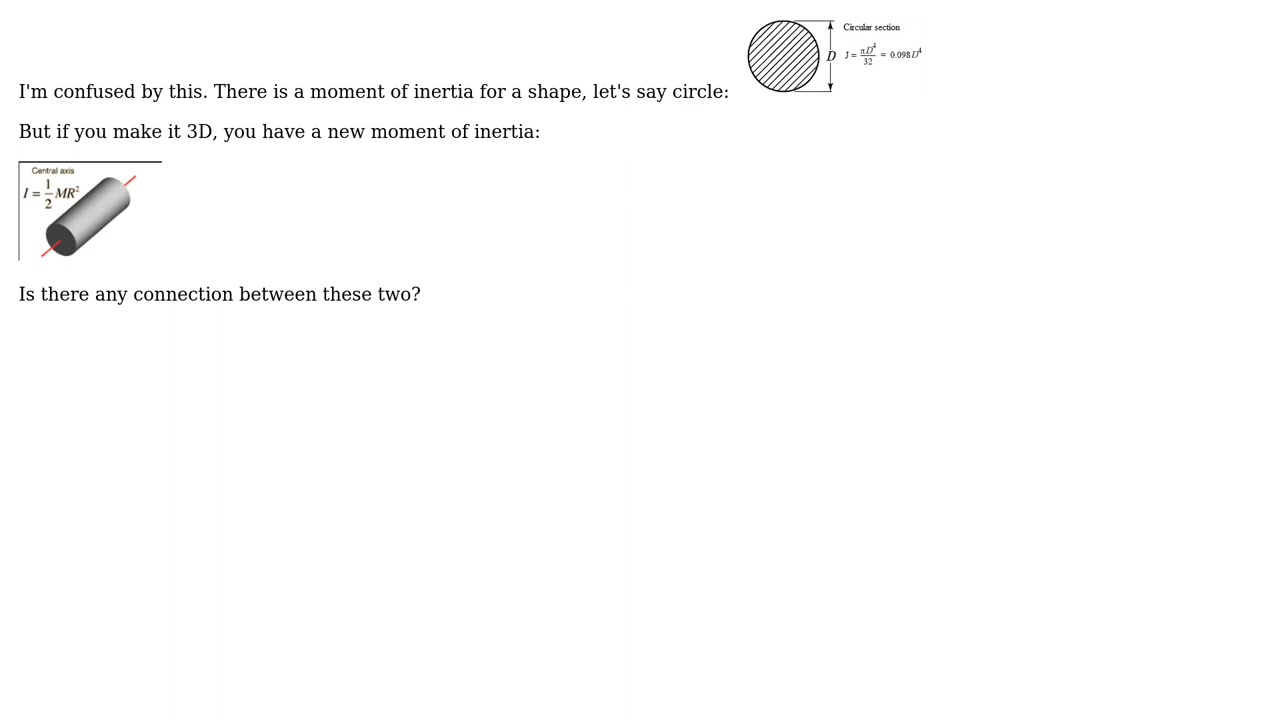 Circular section
D J = πD⁴/32 = 0.098D⁴
I'm confused by this. There is a moment of inertia for a shape, let's say circle:
But if you make it 3D, you have a new moment of inertia:
Central axis
I = 1/2 MR²
Is there any connection between these two?